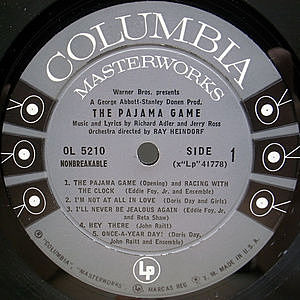 COLUMBIA
MASTERWORKS
Warner Bros. presents
A George Abbott-Stanley Donen Prod.
THE PAJAMA GAME
Music and Lyrics by Richard Adler and Jerry Ross
Orchestra directed by RAY HEINDORF
OL 5210 SIDE 1
NONBREAKABLE (x"Lp" 41778)
1. THE PAJAMA GAME (Opening) and RACING WITH
THE CLOCK (Eddie Foy, Jr. and Ensemble)
2. I'M NOT AT ALL IN LOVE (Doris Day and Girls)
3. I'LL NEVER BE JEALOUS AGAIN (Eddie Foy, Jr.
and Reta Shaw)
4. HEY THERE (John Raitt)
5. ONCE-A-YEAR DAY! (Doris Day,
John Raitt and Ensemble)
LP
"COLUMBIA", "MASTERWORKS", MARCAS REG. T. M. MADE IN U.S.A.